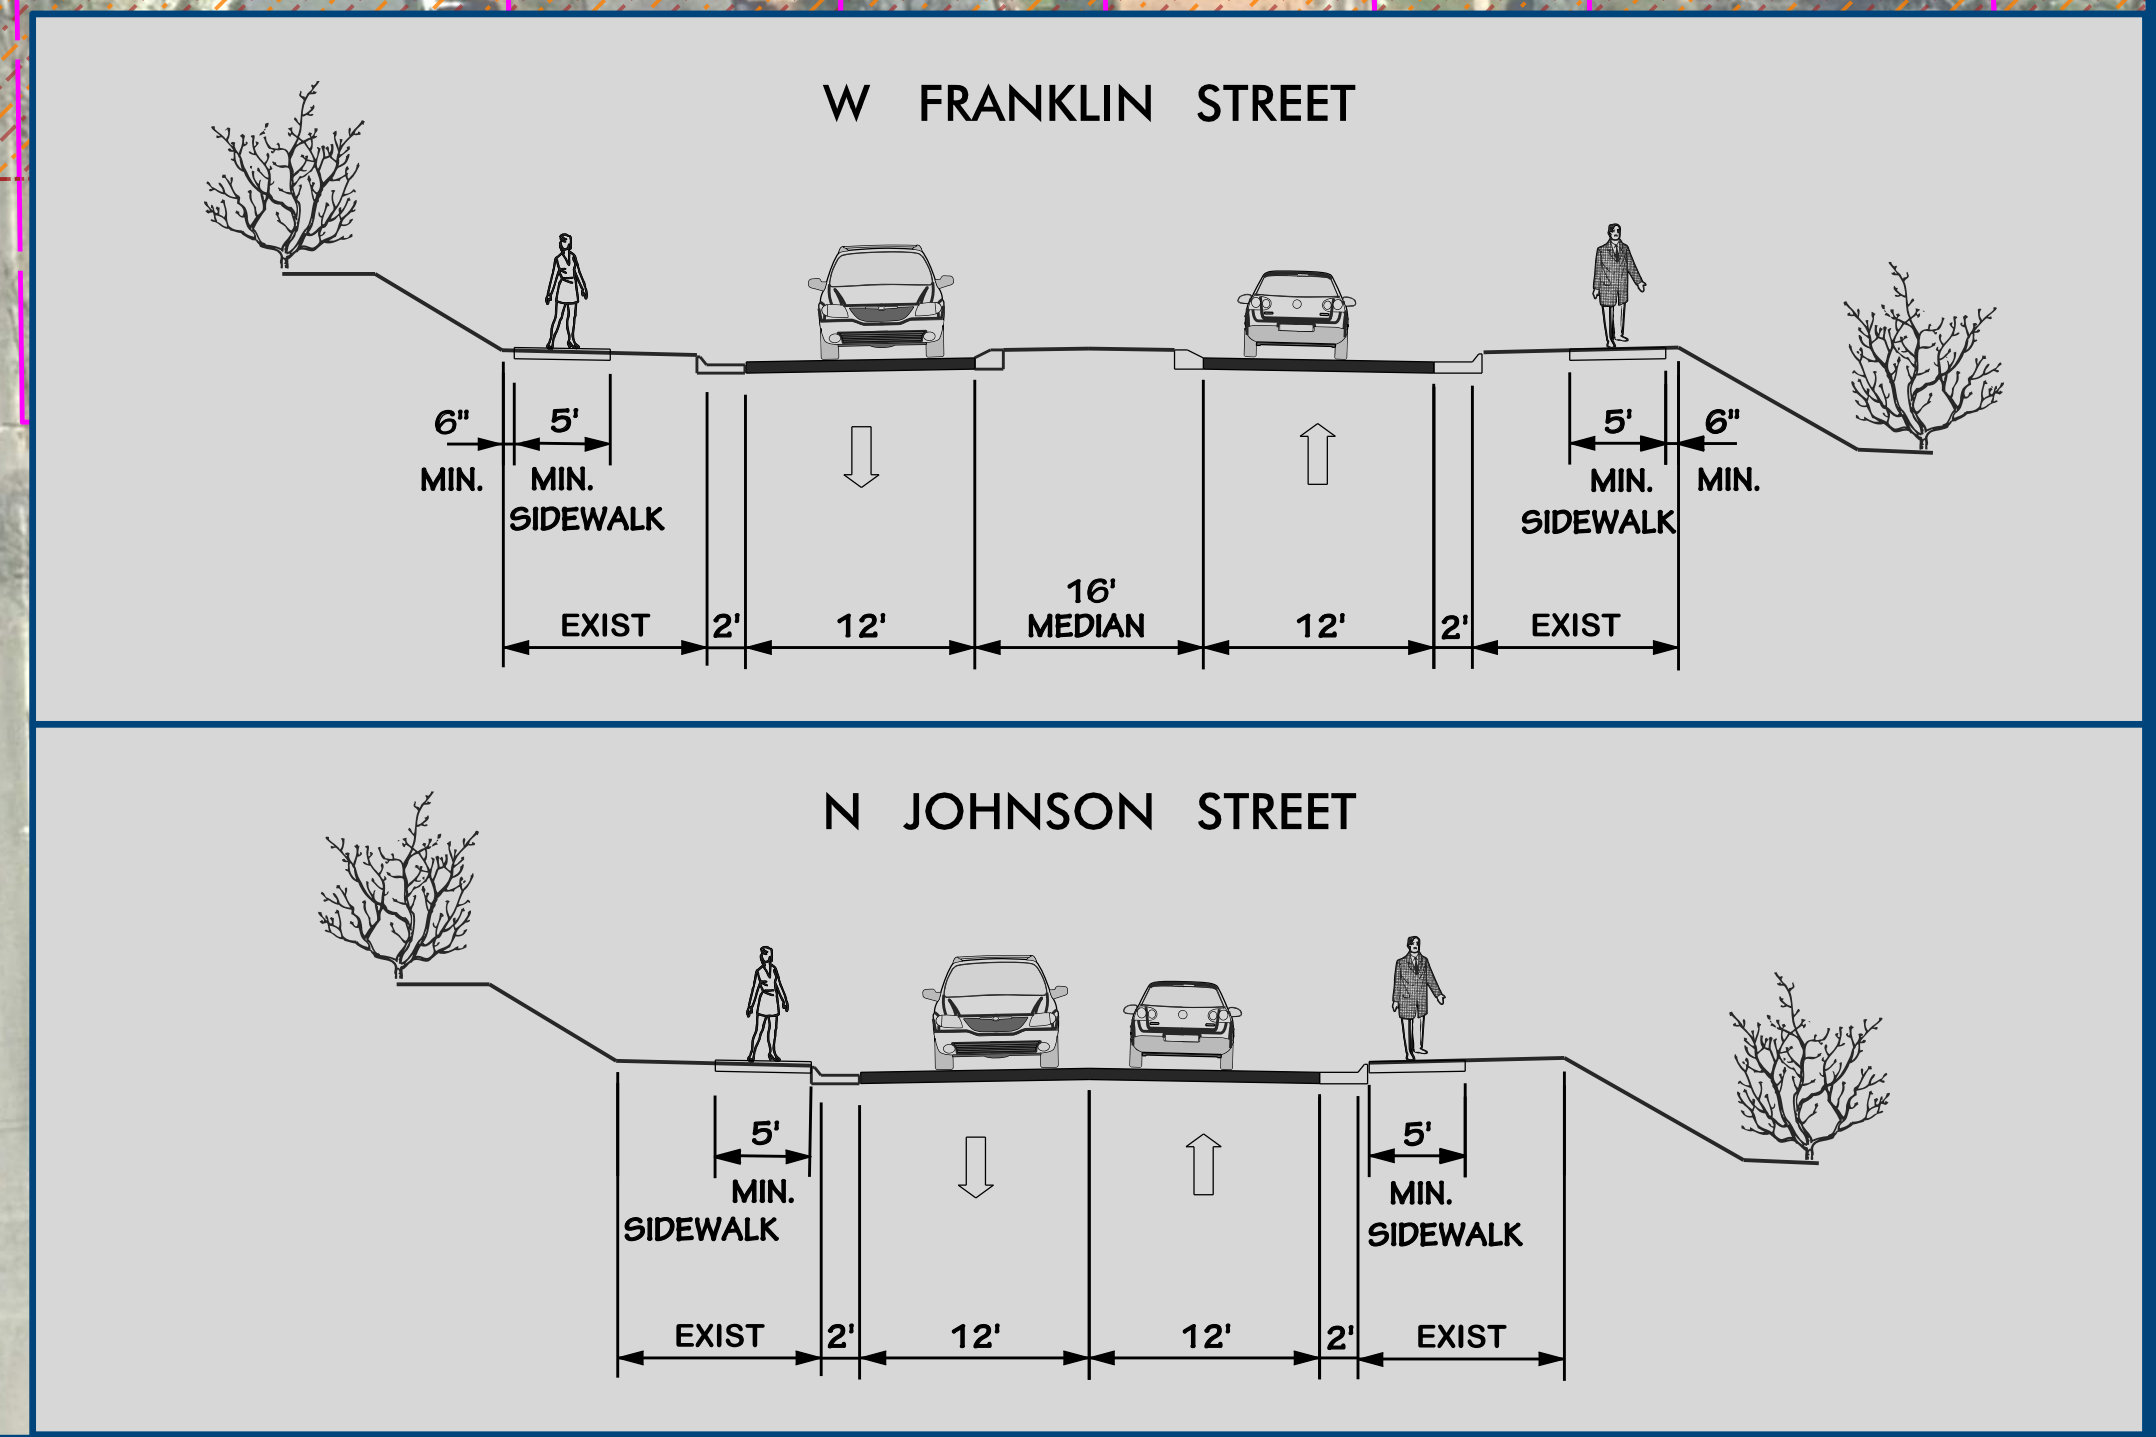 W FRANKLIN STREET
6" 5' 5' 6"
MIN. MIN. MIN. MIN.
SIDEWALK SIDEWALK
16'
EXIST 2' 12' MEDIAN 12' 2' EXIST
N JOHNSON STREET
5' 5'
MIN. MIN.
SIDEWALK SIDEWALK
EXIST 2' 12' 12' 2' EXIST